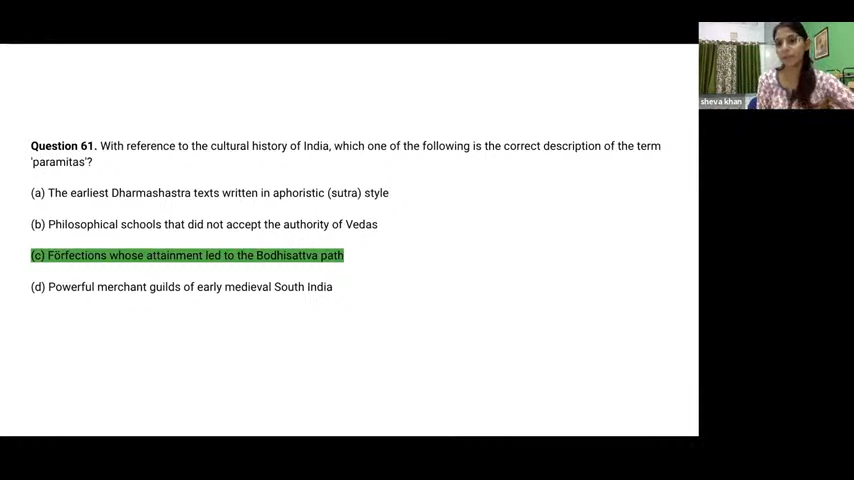 Question 61. With reference to the cultural history of India, which one of the following is the correct description of the term
'paramitas'?
(a) The earliest Dharmashastra texts written in aphoristic (sutra) style
(b) Philosophical schools that did not accept the authority of Vedas
(c) Förfections whose attainment led to the Bodhisattva path
(d) Powerful merchant guilds of early medieval South India
sheva khan